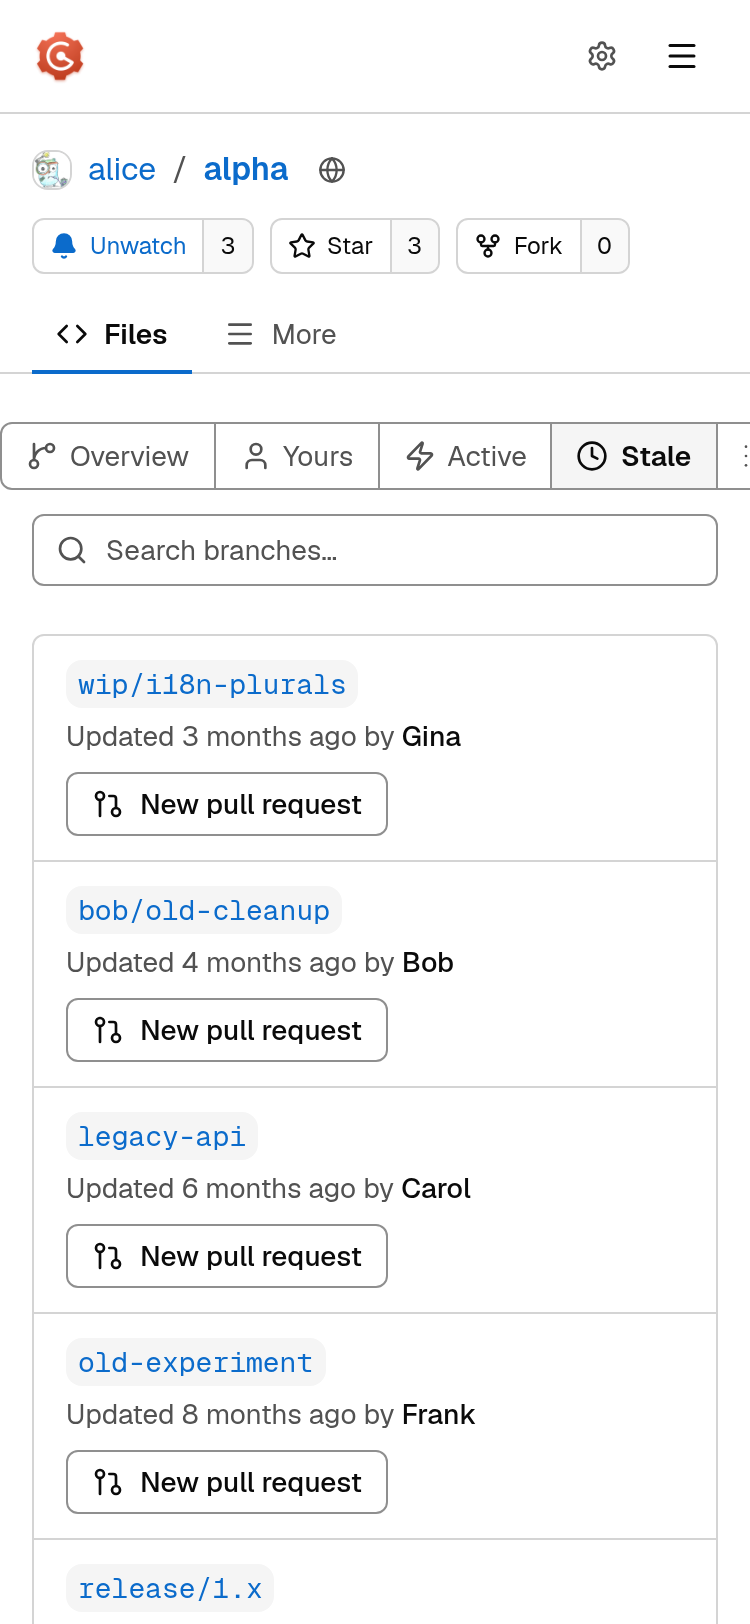 alice / alpha
Unwatch 3 Star 3 Fork 0
Files More
Overview Yours Active Stale
Search branches...
wip/i18n-plurals
Updated 3 months ago by Gina
New pull request
bob/old-cleanup
Updated 4 months ago by Bob
New pull request
legacy-api
Updated 6 months ago by Carol
New pull request
old-experiment
Updated 8 months ago by Frank
New pull request
release/1.x